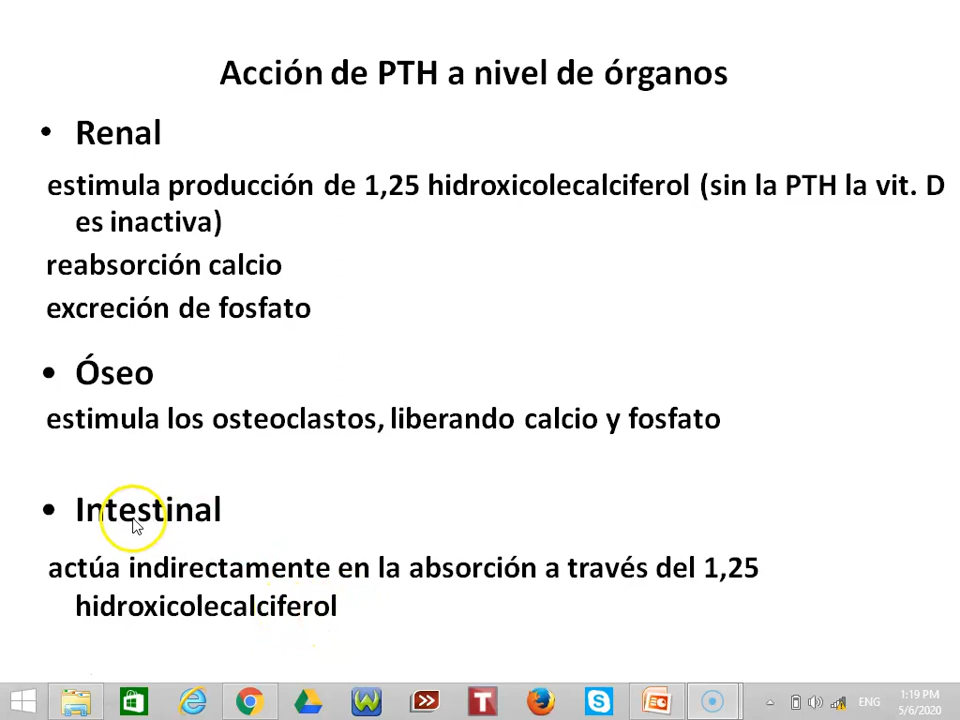 Acción de PTH a nivel de órganos
• Renal
estimula producción de 1,25 hidroxicolecalciferol (sin la PTH la vit. D
es inactiva)
reabsorción calcio
excreción de fosfato
• Óseo
estimula los osteoclastos, liberando calcio y fosfato
• Intestinal
actúa indirectamente en la absorción a través del 1,25
hidroxicolecalciferol
ENG
1:19 PM
5/6/2020